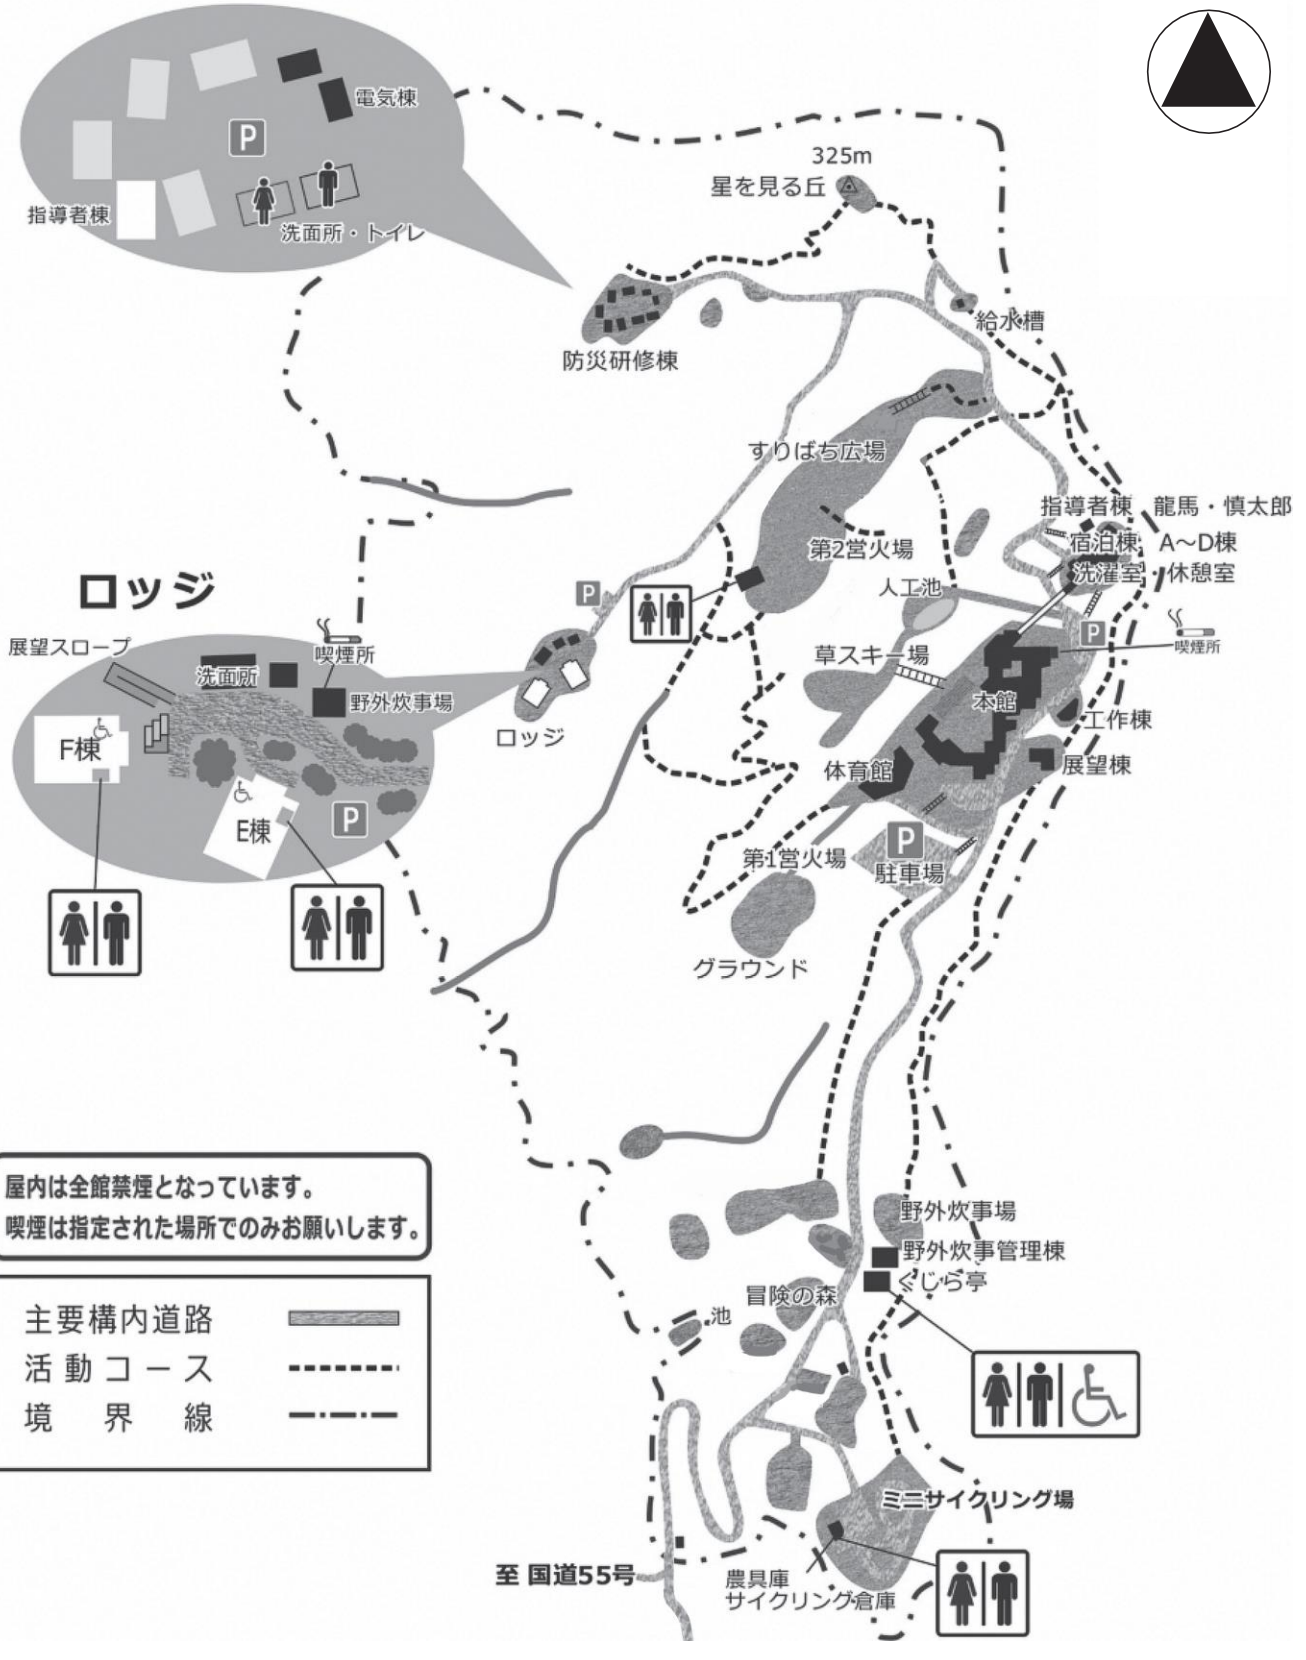 電気棟
P
指導者棟
洗面所・トイレ
325m
星を見る丘
給水槽
防災研修棟
すりばち広場
指導者棟 龍馬・慎太郎
宿泊棟 A〜D棟
洗濯室・休憩室
第2営火場
人工池
P
P
喫煙所
草スキー場
本館
工作棟
展望棟
体育館
ロッジ
ロッジ
展望スロープ
喫煙所
洗面所
野外炊事場
F棟
E棟
P
P
駐車場
第1営火場
グラウンド
屋内は全館禁煙となっています。
喫煙は指定された場所でのみお願いします。
主要構内道路
活動コース
境界線
野外炊事場
野外炊事管理棟
くじら亭
冒険の森
池
ミニサイクリング場
至 国道55号
農具庫
サイクリング倉庫